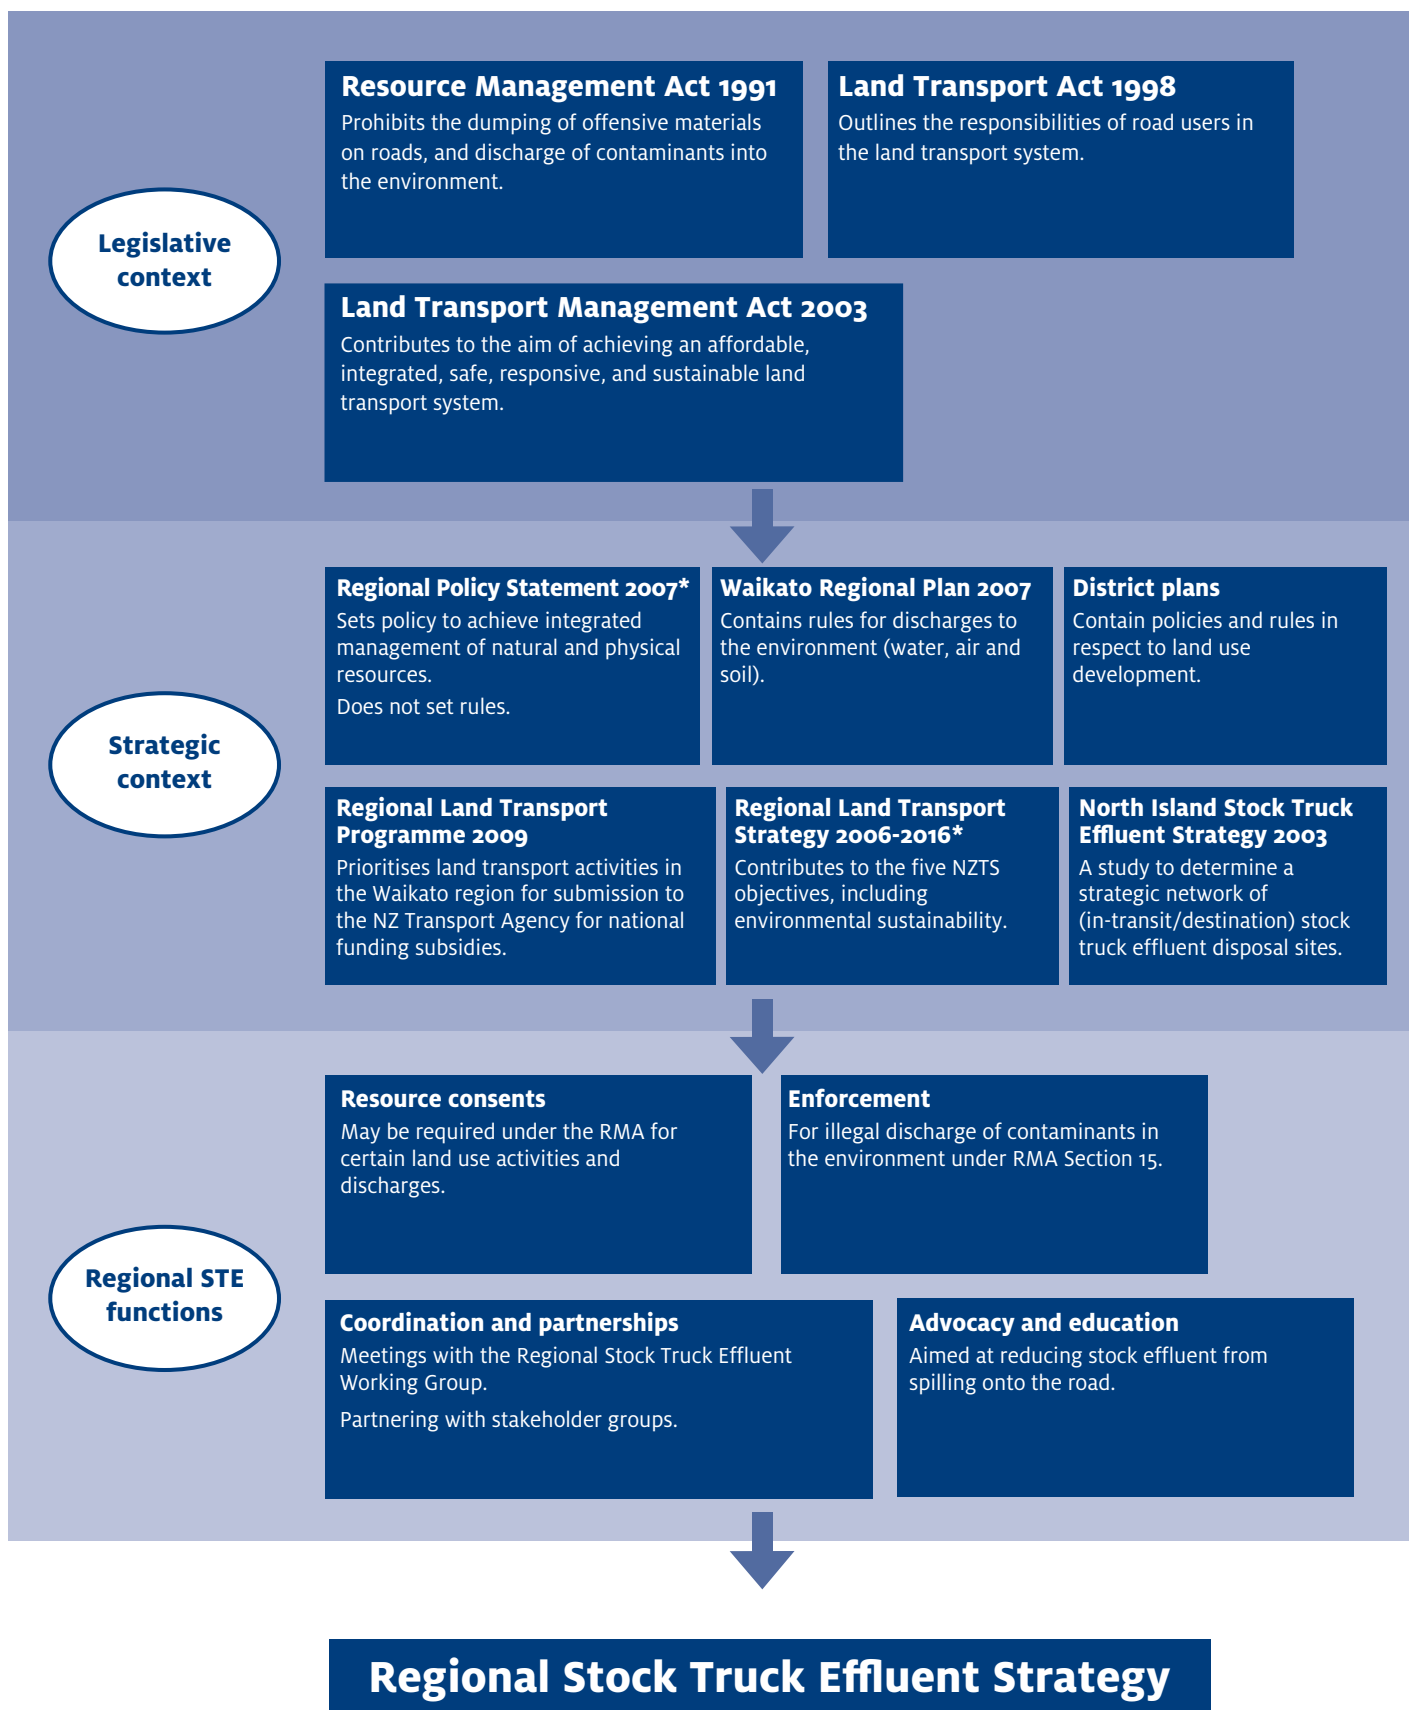 Legislative
context
Resource Management Act 1991
Prohibits the dumping of offensive materials
on roads, and discharge of contaminants into
the environment.
Land Transport Act 1998
Outlines the responsibilities of road users in
the land transport system.
Land Transport Management Act 2003
Contributes to the aim of achieving an affordable,
integrated, safe, responsive, and sustainable land
transport system.
Strategic
context
Regional Policy Statement 2007*
Sets policy to achieve integrated
management of natural and physical
resources.
Does not set rules.
Waikato Regional Plan 2007
Contains rules for discharges to
the environment (water, air and
soil).
District plans
Contain policies and rules in
respect to land use
development.
Regional Land Transport
Programme 2009
Prioritises land transport activities in
the Waikato region for submission to
the NZ Transport Agency for national
funding subsidies.
Regional Land Transport
Strategy 2006-2016*
Contributes to the five NZTS
objectives, including
environmental sustainability.
North Island Stock Truck
Effluent Strategy 2003
A study to determine a
strategic network of
(in-transit/destination) stock
truck effluent disposal sites.
Regional STE
functions
Resource consents
May be required under the RMA for
certain land use activities and
discharges.
Enforcement
For illegal discharge of contaminants in
the environment under RMA Section 15.
Coordination and partnerships
Meetings with the Regional Stock Truck Effluent
Working Group.
Partnering with stakeholder groups.
Advocacy and education
Aimed at reducing stock effluent from
spilling onto the road.
Regional Stock Truck Effluent Strategy